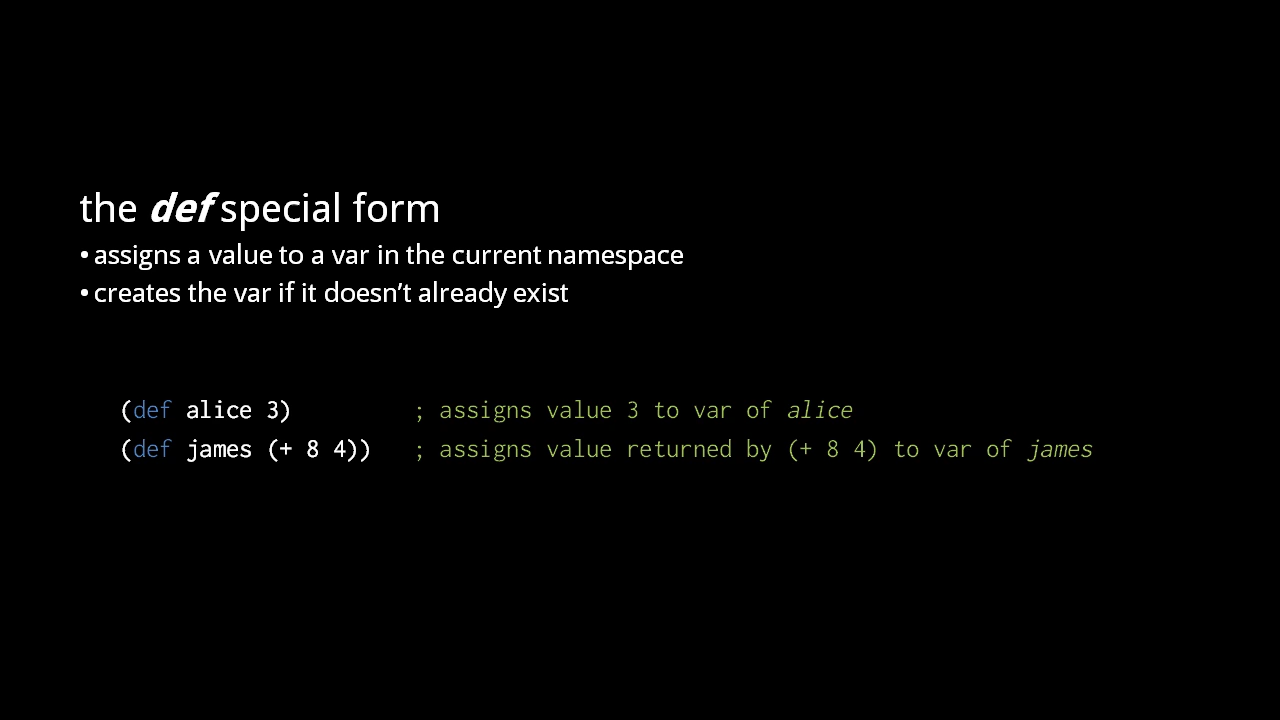 the def special form
• assigns a value to a var in the current namespace
• creates the var if it doesn’t already exist
(def alice 3) ; assigns value 3 to var of alice
(def james (+ 8 4)) ; assigns value returned by (+ 8 4) to var of james